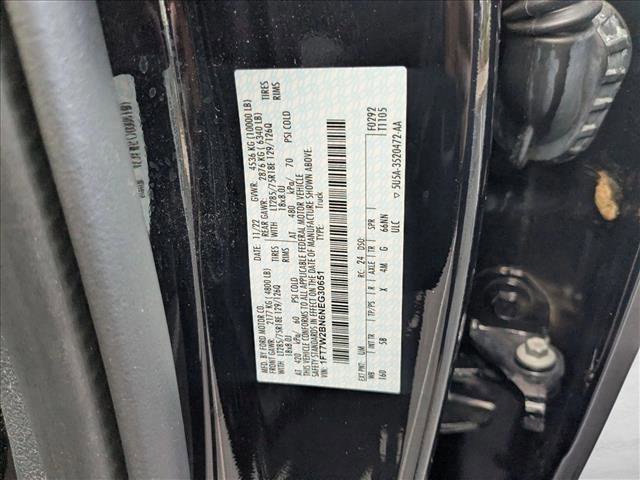 MFD. BY FORD MOTOR CO.
11/22 GVWR: 4536 KG (10000 LB)
FRONT GAWR: 2177 KG (4800 LB) REAR GAWR: 2876 KG (6340 LB)
WITH LT285/75R18E 129/126Q TIRES WITH LT285/75R18E 129/126Q TIRES
18x8.0J RIMS 18x8.0J RIMS
AT 420 kPa/ 60 PSI COLD AT 480 kPa/ 70 PSI COLD
THIS VEHICLE CONFORMS TO ALL APPLICABLE FEDERAL MOTOR VEHICLE
SAFETY STANDARDS IN EFFECT ON THE DATE OF MANUFACTURE SHOWN ABOVE.
VIN: 1FT7W2BN6NEG30651 TYPE: Truck
F0292
T1105
EXT PNT: UM RC: 24 DSO:
WB INT TR TP/PS R AXLE TR SPR
160 SB X 4M G 66NN
ULC
5U5A-3520472-AA